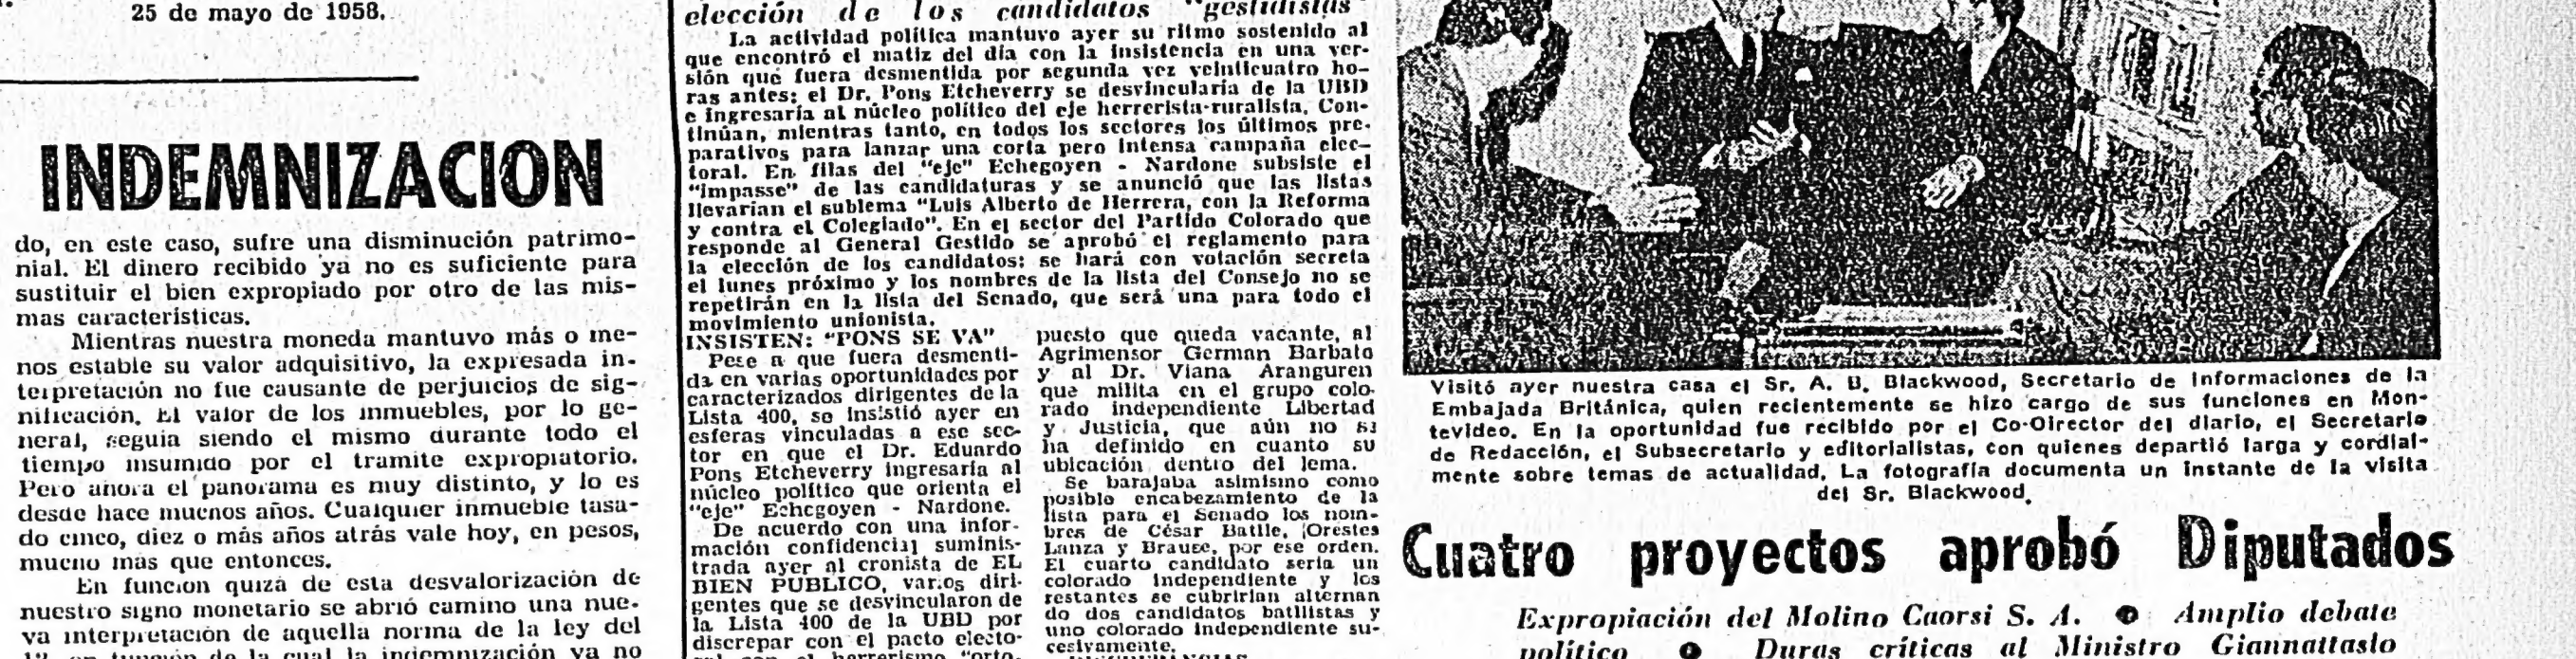 25 de mayo de 1958.
INDEMNIZACION
do, en este caso, sufre una disminución patrimo-
nial. El dinero recibido ya no es suficiente para
sustituir el bien expropiado por otro de las mis-
mas características.
Mientras nuestra moneda mantuvo más o me-
nos estable su valor adquisitivo, la expresada in-
terpretación no fue causante de perjuicios de sig-
nificación. El valor de los inmuebles, por lo ge-
neral, seguia siendo el mismo durante todo el
tiempo insumido por el tramite expropiatorio.
Pero ahora el panorama es muy distinto, y lo es
desde hace muchos años. Cualquier inmueble tasa-
do cinco, diez o más años atrás vale hoy, en pesos,
mucho más que entonces.
En función quizá de esta desvalorización de
nuestro signo monetario se abrió camino una nue-
va interpretación de aquella norma de la ley del
en función de la cual la indemnización ya no
elección de los candidatos "gestidistas"
La actividad política mantuvo ayer su ritmo sostenido al
que encontró el matiz del día con la insistencia en una ver-
sión que fuera desmentida por segunda vez veinticuatro ho-
ras antes: el Dr. Pons Etcheverry se desvincularía de la UBD
e ingresaría al núcleo político del eje herrerista-ruralista. Con-
tinúan, mientras tanto, en todos los sectores los últimos pre-
parativos para lanzar una corta pero intensa campaña elec-
toral. En filas del "eje" Echegoyen - Nardone subsiste el
"impasse" de las candidaturas y se anunció que las listas
llevarían el sublema "Luis Alberto de Herrera, con la Reforma
y contra el Colegiado". En el sector del Partido Colorado que
responde al General Gestido se aprobó el reglamento para
la elección de los candidatos: se hará con votación secreta
el lunes próximo y los nombres de la lista del Consejo no se
repetirán en la lista del Senado, que será una para todo el
movimiento unionista.
INSISTEN: "PONS SE VA"
Pese a que fuera desmenti-
da en varias oportunidades por
caracterizados dirigentes de la
Lista 400, se insistió ayer en
esferas vinculadas a ese sec-
tor en que el Dr. Eduardo
Pons Etcheverry ingresaría al
núcleo político que orienta el
"eje" Echegoyen - Nardone.
De acuerdo con una infor-
mación confidencial suminis-
trada ayer al cronista de EL
BIEN PUBLICO, varios diri-
gentes que se desvincularon de
la Lista 400 de la UBD por
discrepar con el pacto electo-
ral con el herrerismo "orto-
puesto que queda vacante, al
Agrimensor German Barbato
y al Dr. Viana Aranguren
que milita en el grupo colo-
rado independiente Libertad
y Justicia, que aún no se
ha definido en cuanto su
ubicación dentro del lema.
Se barajaba asimismo como
posible encabezamiento de la
lista para el Senado los nom-
bres de César Batlle, Orestes
Lanza y Brause, por ese orden.
El cuarto candidato sería un
colorado independiente y los
restantes se cubrirían alternan
do dos candidatos batllistas y
uno colorado independiente su-
cesivamente.
Visitó ayer nuestra casa el Sr. A. B. Blackwood, Secretario de Informaciones de la
Embajada Británica, quien recientemente se hizo cargo de sus funciones en Mon-
tevideo. En la oportunidad fue recibido por el Co-Director del diario, el Secretario
de Redacción, el Subsecretario y editorialistas, con quienes departió larga y cordial-
mente sobre temas de actualidad. La fotografía documenta un instante de la visita
del Sr. Blackwood.
Cuatro proyectos aprobó Diputados
Expropiación del Molino Caorsi S. A. ● Amplio debate
político ● Duras críticas al Ministro Giannattasio